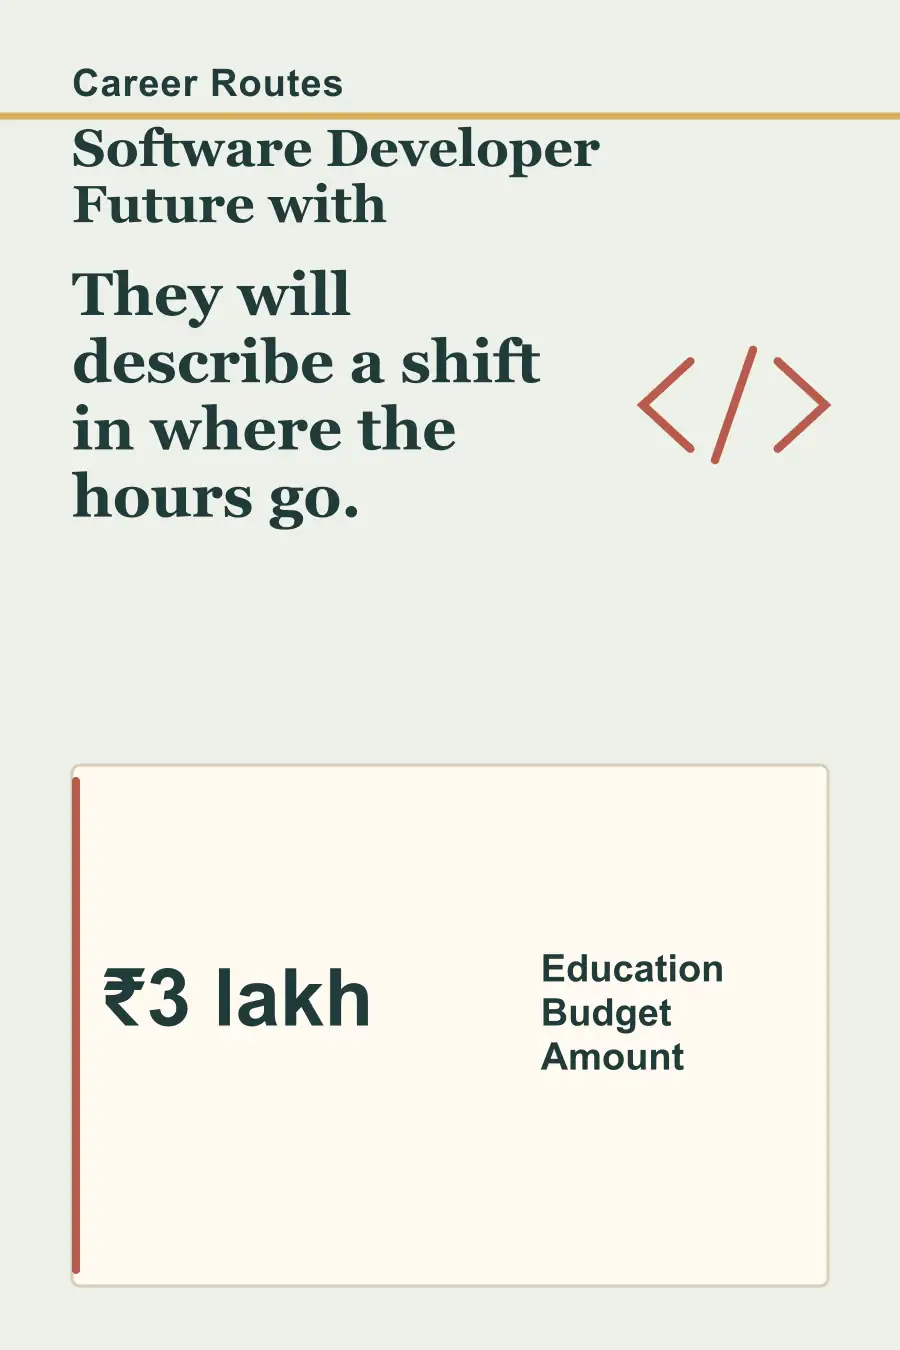 Career Routes
Software Developer
Future with
They will
describe a shift
in where the
hours go.
</>
₹3 lakh
Education
Budget
Amount